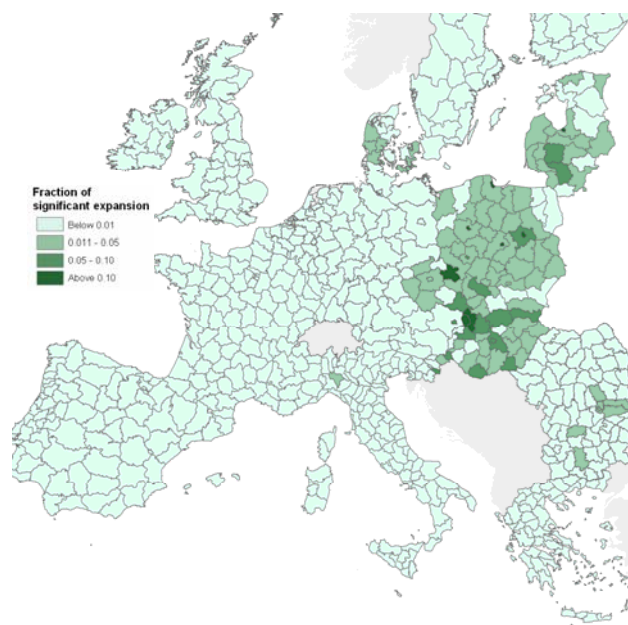 Fraction of
significant expansion
Below 0.01
0.011 - 0.05
0.05 - 0.10
Above 0.10